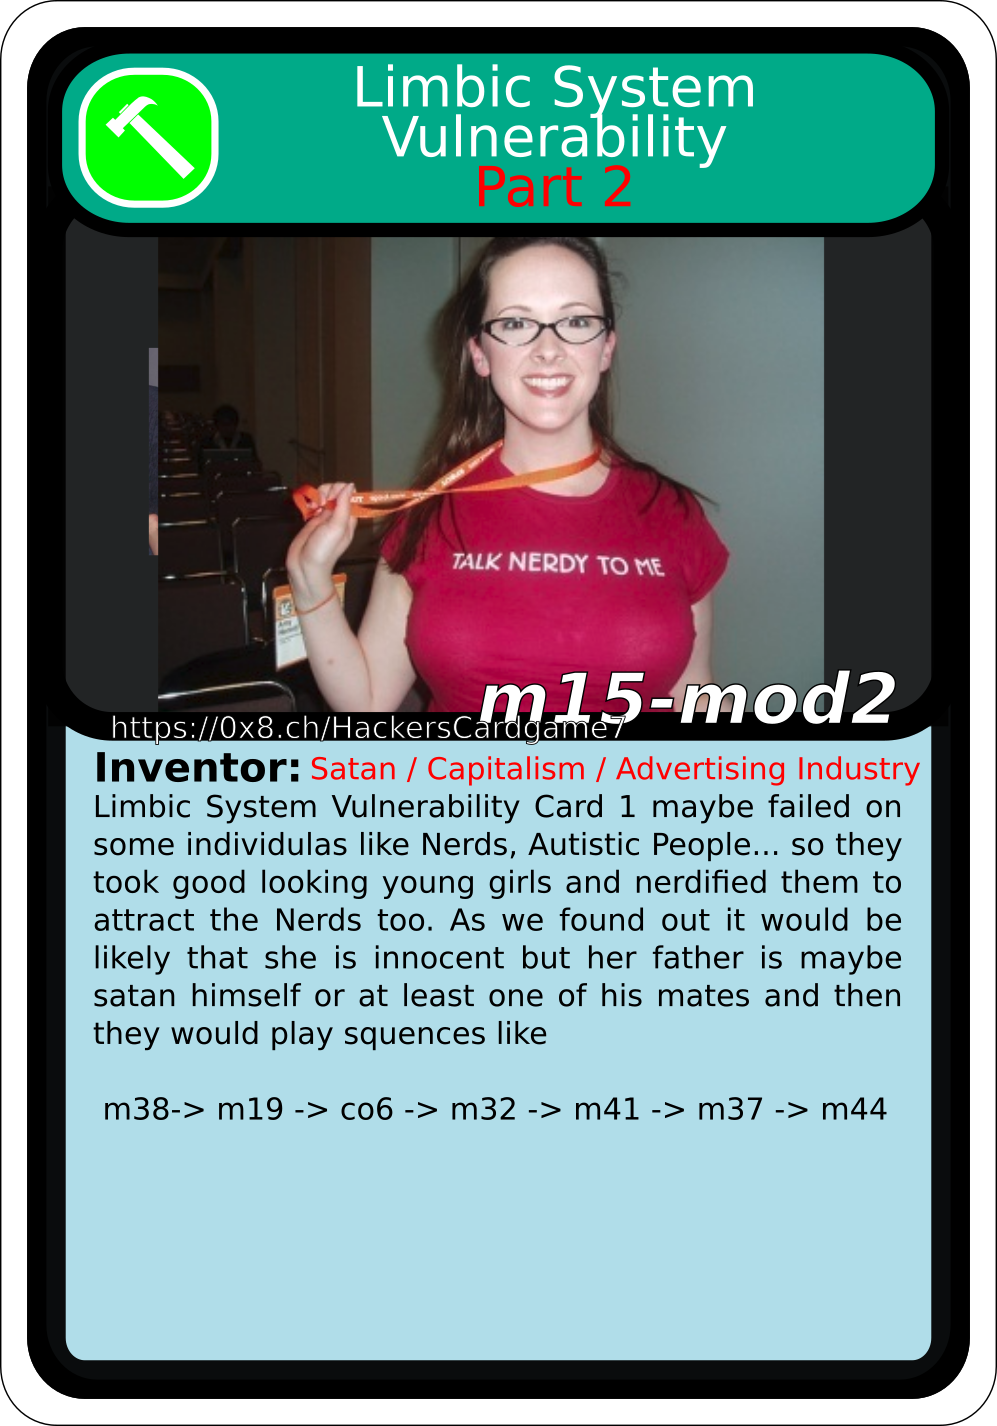 Limbic System
Vulnerability
Part 2
TALK NERDY TO ME
m15-mod2
https://0x8.ch/HackersCardgame7
Inventor: Satan / Capitalism / Advertising Industry
Limbic System Vulnerability Card 1 maybe failed on
some individulas like Nerds, Autistic People... so they
took good looking young girls and nerdified them to
attract the Nerds too. As we found out it would be
likely that she is innocent but her father is maybe
satan himself or at least one of his mates and then
they would play squences like
m38-> m19 -> co6 -> m32 -> m41 -> m37 -> m44